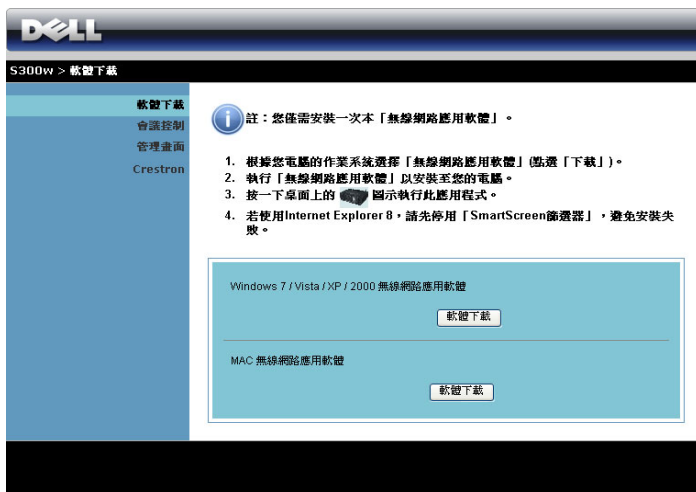 DELL
S300w > 軟體下載
軟體下載
會議控制
管理畫面
Crestron
註：您僅需安裝一次本「無線網路應用軟體」。
1. 根據您電腦的作業系統選擇「無線網路應用軟體」(點選「下載」)。
2. 執行「無線網路應用軟體」以安裝至您的電腦。
3. 按一下桌面上的 圖示執行此應用程式。
4. 若使用Internet Explorer 8，請先停用「SmartScreen篩選器」，避免安裝失
敗。
Windows 7 / Vista / XP / 2000 無線網路應用軟體
軟體下載
MAC 無線網路應用軟體
軟體下載